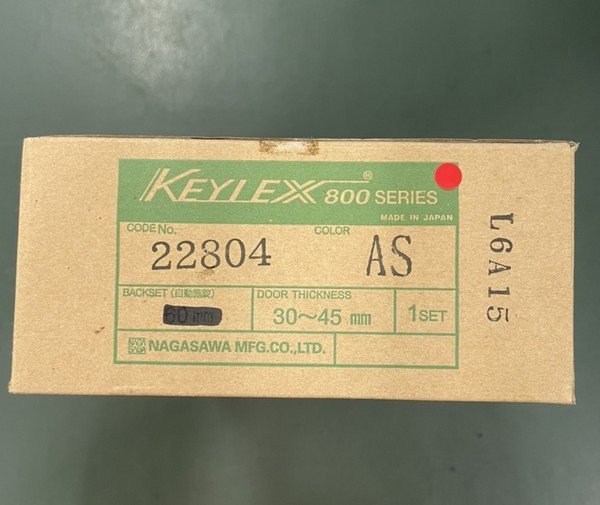 KEYLEX® 800 SERIES
MADE IN JAPAN
CODE No. 22804
COLOR AS
BACKSET (自動施錠)
60 mm
DOOR THICKNESS
30～45 mm
1SET
NAGASAWA MFG.CO.,LTD.
L6A15